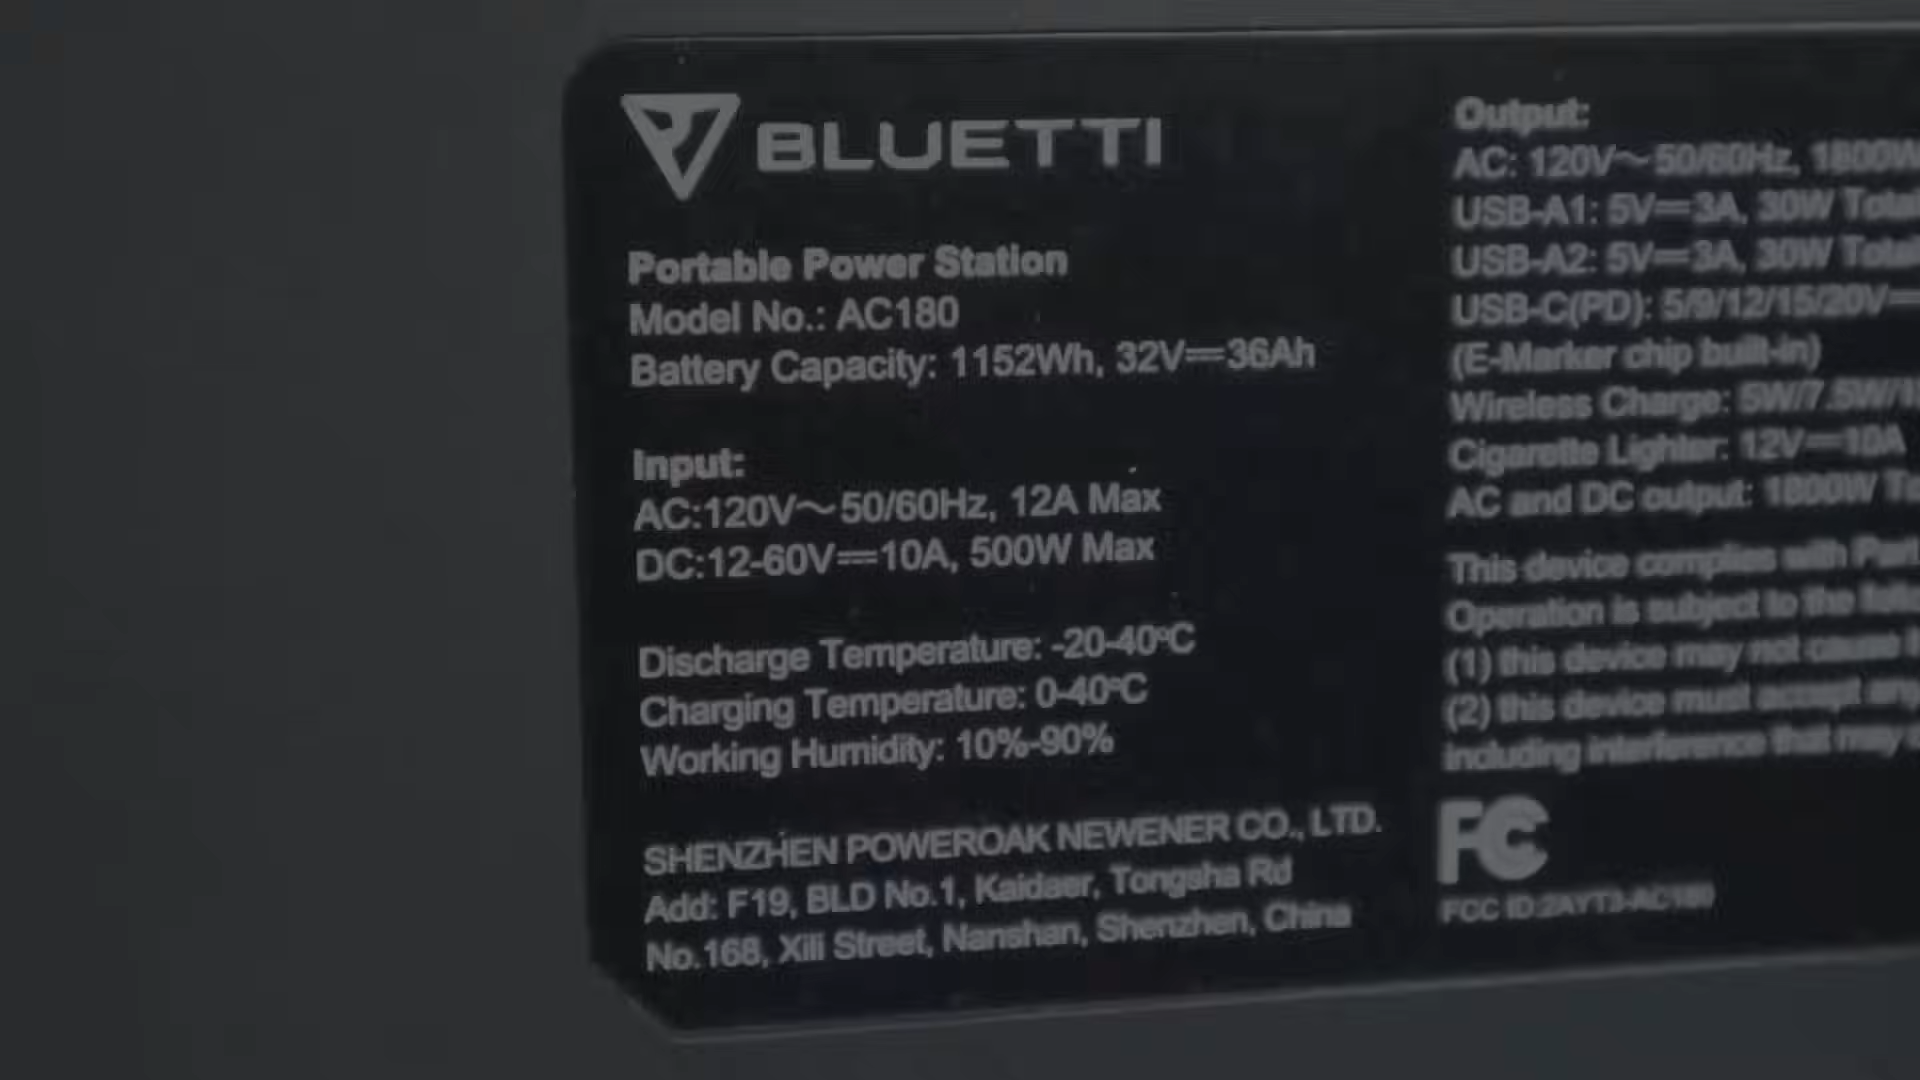 BLUETTI
Portable Power Station
Model No.: AC180
Battery Capacity: 1152Wh, 32V⎓36Ah
Input:
AC:120V～50/60Hz, 12A Max
DC:12-60V⎓10A, 500W Max
Discharge Temperature: -20-40ºC
Charging Temperature: 0-40ºC
Working Humidity: 10%-90%
SHENZHEN POWEROAK NEWENER CO., LTD.
Add: F19, BLD No.1, Kaidaer, Tongsha Rd
No.168, Xili Street, Nanshan, Shenzhen, China
Output:
AC: 120V～50/60Hz, 1800W
USB-A1: 5V⎓3A, 30W Total
USB-A2: 5V⎓3A, 30W Total
USB-C(PD): 5/9/12/15/20V⎓
(E-Marker chip built-in)
Wireless Charge: 5W/7.5W/
Cigarette Lighter: 12V⎓10A
AC and DC output: 1800W
This device complies with Part
Operation is subject to the
(1) this device may not cause
(2) this device must accept any
including interference that may
FC
FCC ID:2AYT3-AC180